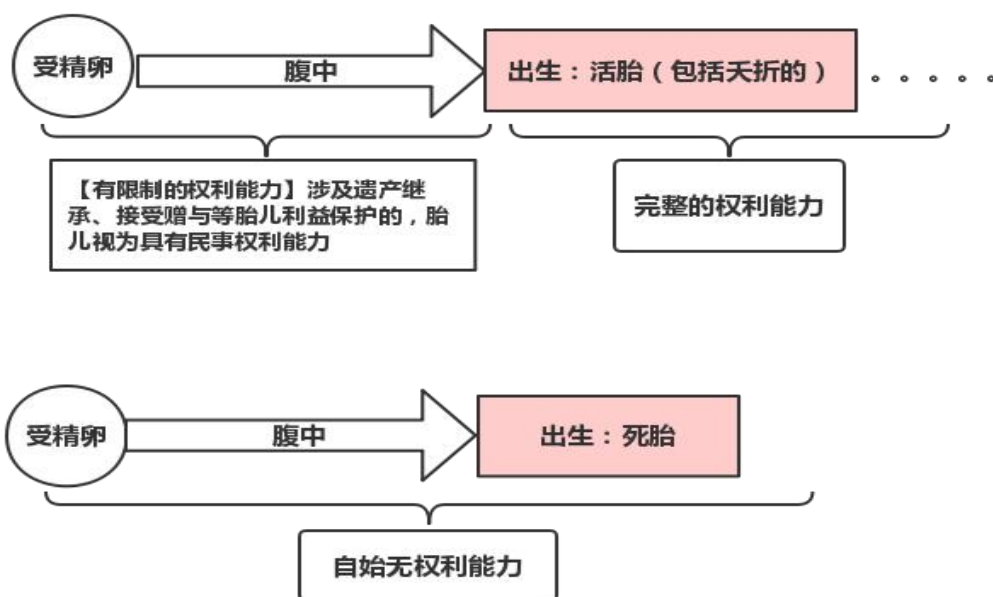 受精卵
腹中
出生：活胎（包括夭折的）
。。。。。
【有限制的权利能力】涉及遗产继
承、接受赠与等胎儿利益保护的，胎
儿视为具有民事权利能力
完整的权利能力
受精卵
腹中
出生：死胎
自始无权利能力